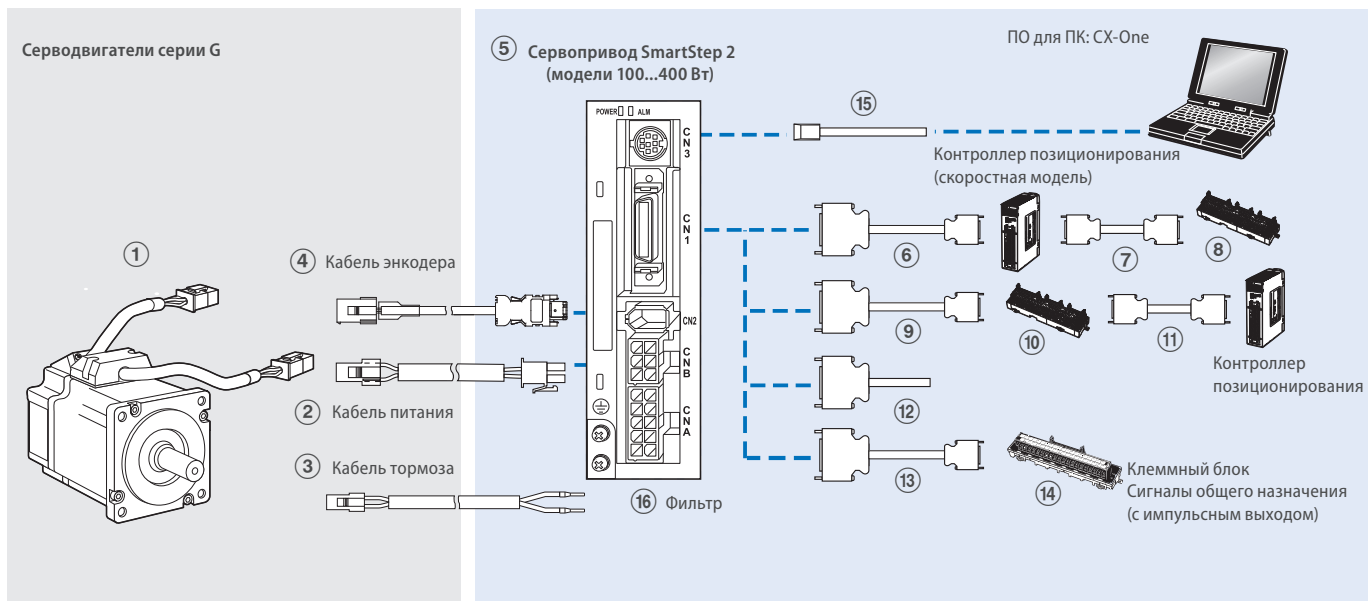 Серводвигатели серии G
1
4 Кабель энкодера
2 Кабель питания
3 Кабель тормоза
5 Сервопривод SmartStep 2
(модели 100...400 Вт)
POWER ALM
CN3
CN1
CN2
CNB
CNA
16 Фильтр
ПО для ПК: CX-One
15
Контроллер позиционирования
(скоростная модель)
6
7
8
9
10
11
Контроллер
позиционирования
12
13
14
Клеммный блок
Сигналы общего назначения
(с импульсным выходом)